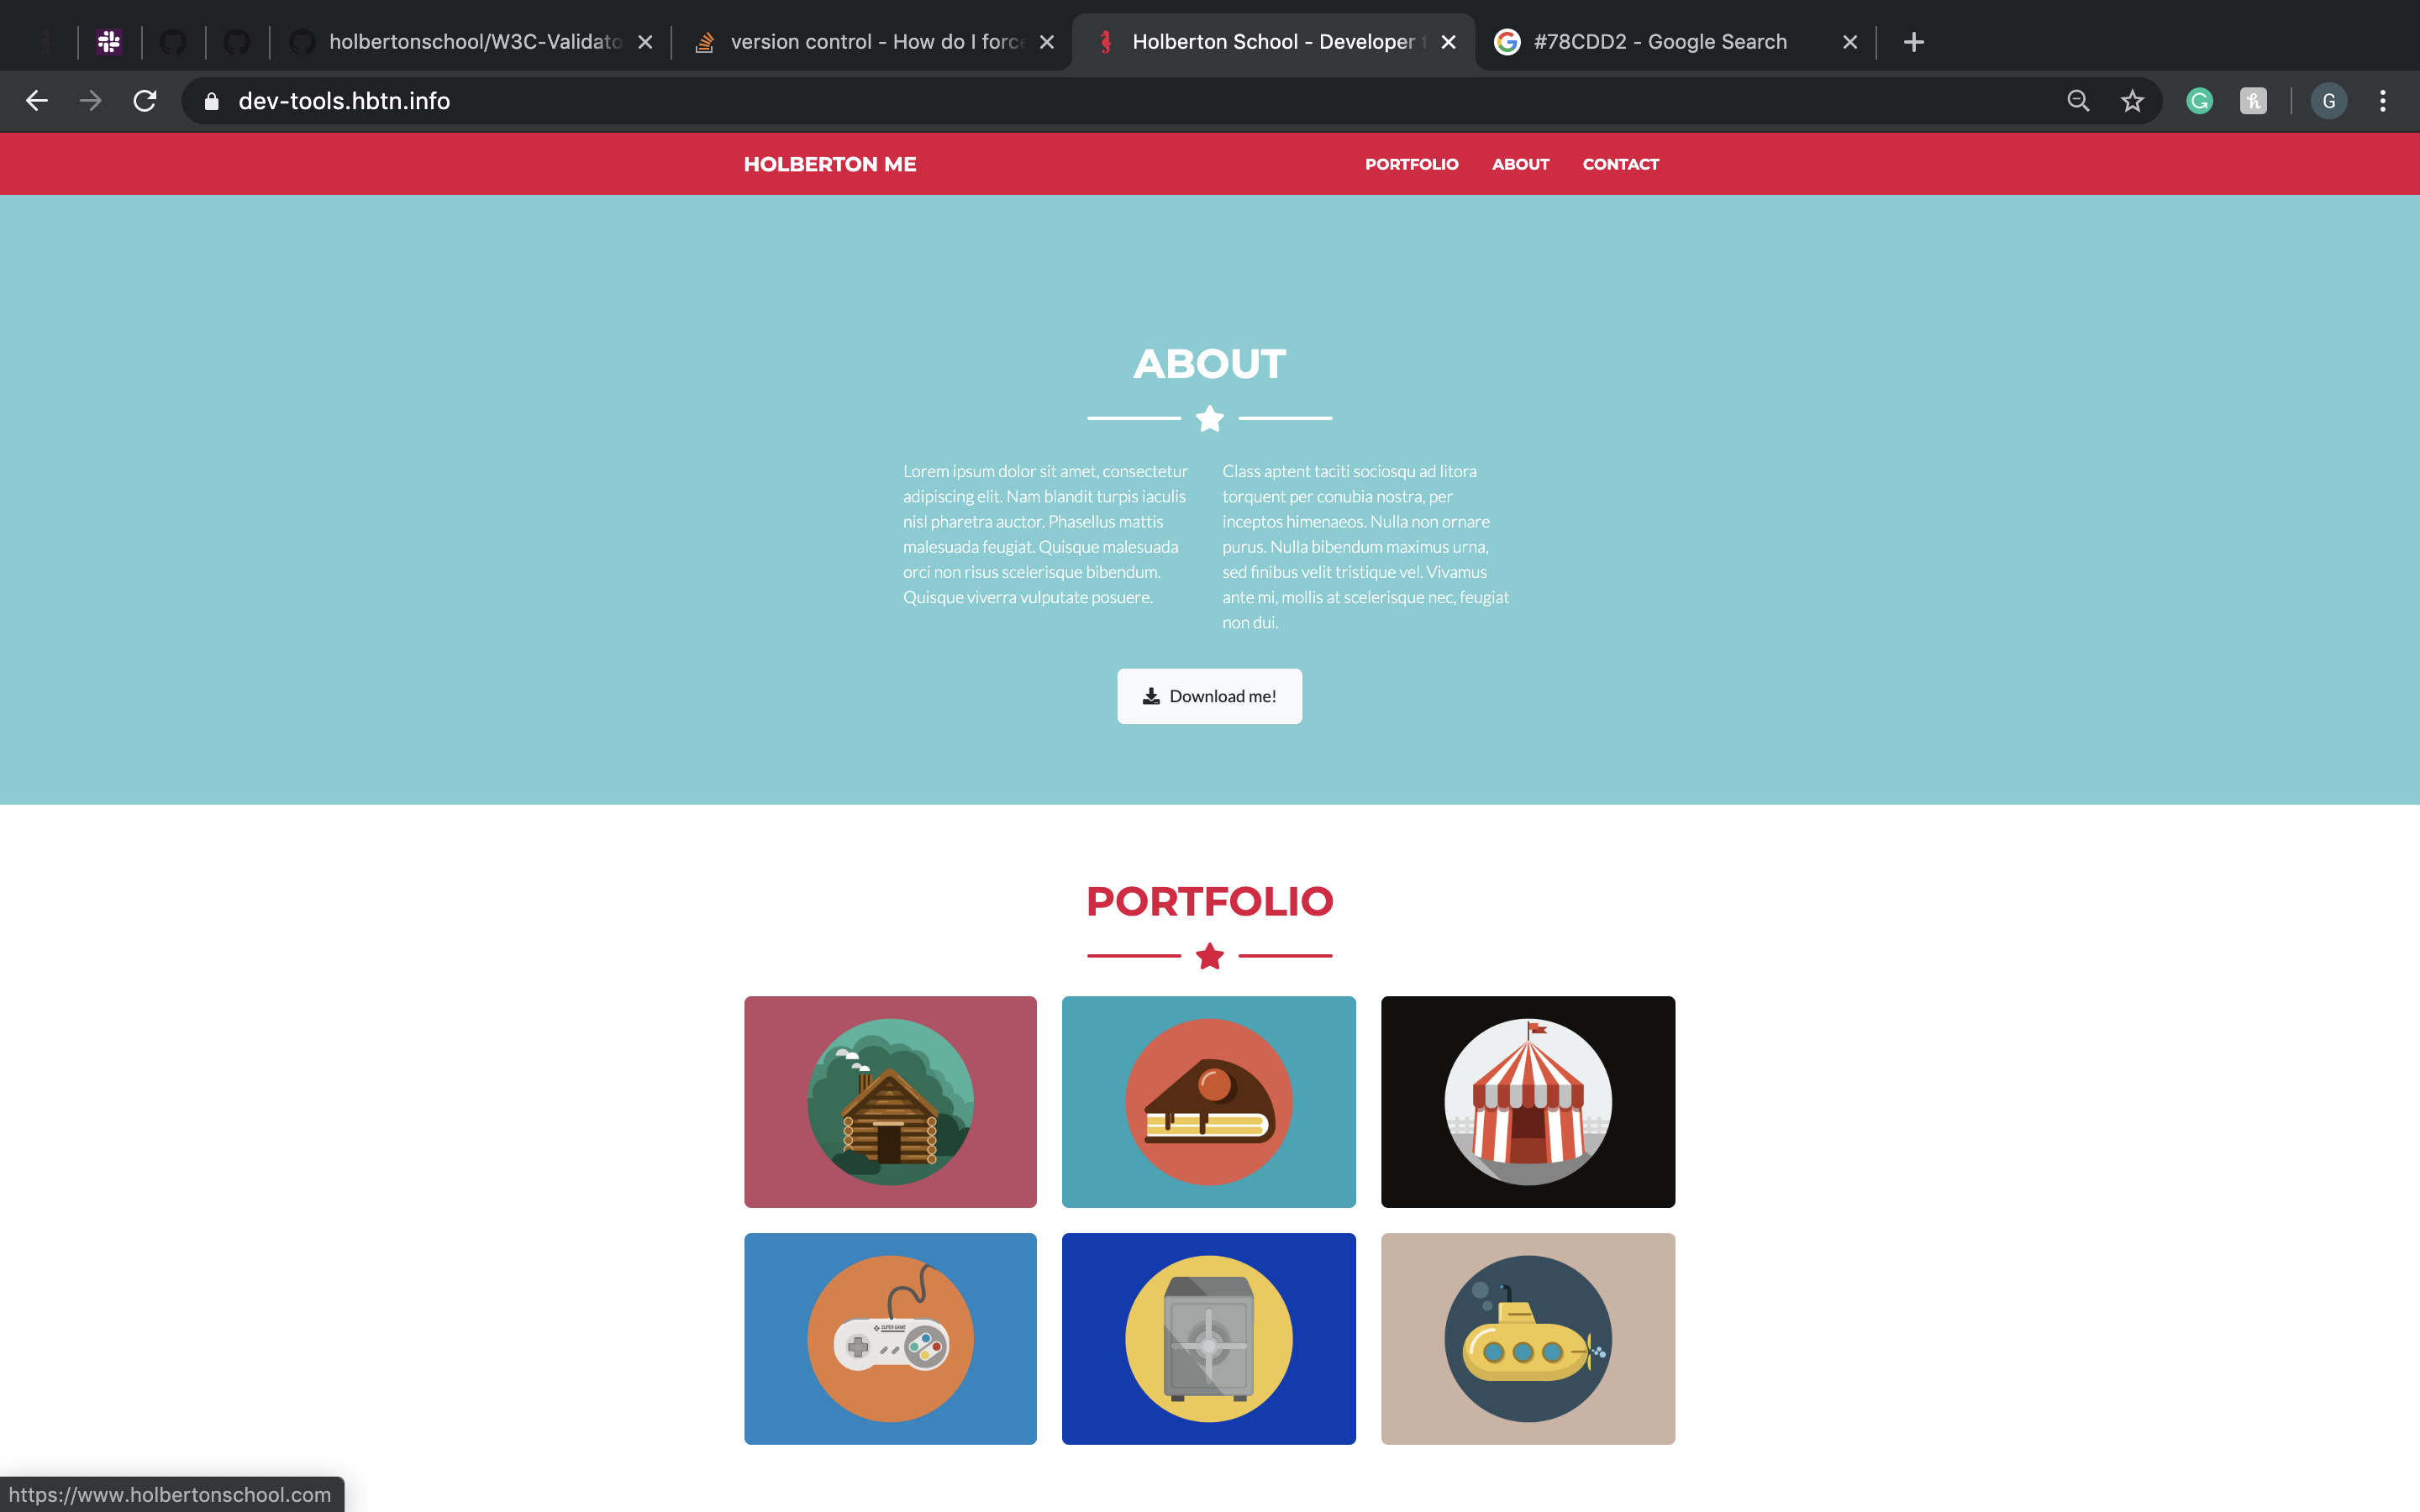 holbertonschool/W3C-Validato
version control - How do I force
Holberton School - Developer t
#78CDD2 - Google Search
dev-tools.hbtn.info
G
HOLBERTON ME
PORTFOLIO
ABOUT
CONTACT
ABOUT
Lorem ipsum dolor sit amet, consectetur
adipiscing elit. Nam blandit turpis iaculis
nisl pharetra auctor. Phasellus mattis
malesuada feugiat. Quisque malesuada
orci non risus scelerisque bibendum.
Quisque viverra vulputate posuere.
Class aptent taciti sociosqu ad litora
torquent per conubia nostra, per
inceptos himenaeos. Nulla non ornare
purus. Nulla bibendum maximus urna,
sed finibus velit tristique vel. Vivamus
ante mi, mollis at scelerisque nec, feugiat
non dui.
Download me!
PORTFOLIO
SUPER GAME
https://www.holbertonschool.com